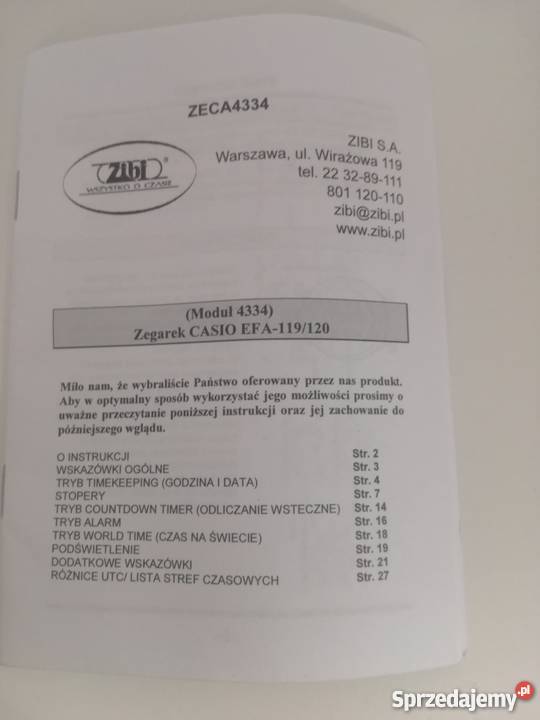 ZECA4334
ZIBI S.A.
Warszawa, ul. Wirażowa 119
tel. 22 32-89-111
801 120-110
zibi@zibi.pl
www.zibi.pl
Zibi®
WSZYSTKO O CZASIE
(Moduł 4334)
Zegarek CASIO EFA-119/120
Miło nam, że wybraliście Państwo oferowany przez nas produkt.
Aby w optymalny sposób wykorzystać jego możliwości prosimy o
uważne przeczytanie poniższej instrukcji oraz jej zachowanie do
późniejszego wglądu.
O INSTRUKCJI Str. 2
WSKAZÓWKI OGÓLNE Str. 3
TRYB TIMEKEEPING (GODZINA I DATA) Str. 4
STOPERY Str. 7
TRYB COUNTDOWN TIMER (ODLICZANIE WSTECZNE) Str. 14
TRYB ALARM Str. 16
TRYB WORLD TIME (CZAS NA ŚWIECIE) Str. 18
PODŚWIETLENIE Str. 19
DODATKOWE WSKAZÓWKI Str. 21
RÓŻNICE UTC/ LISTA STREF CZASOWYCH Str. 27
Sprzedajemy.pl